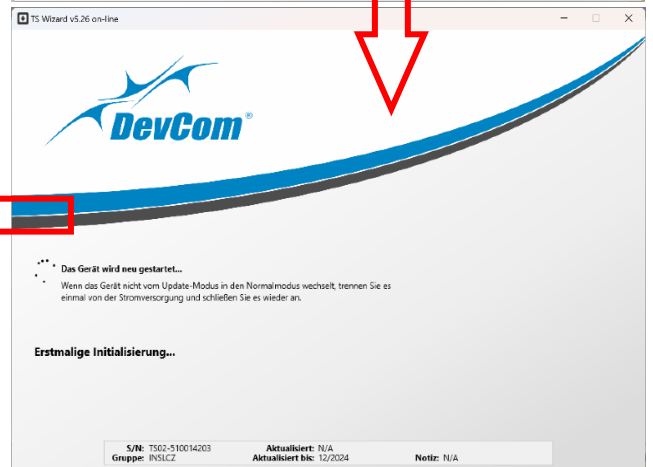 TS Wizard v5.26 on-line
DevCom®
Das Gerät wird neu gestartet...
Wenn das Gerät nicht vom Update-Modus in den Normalmodus wechselt, trennen Sie es
einmal von der Stromversorgung und schließen Sie es wieder an.
Erstmalige Initialisierung...
S/N: TS02-510014203 Aktualisiert: N/A
Gruppe: INSLCZ Aktualisiert bis: 12/2024 Notiz: N/A